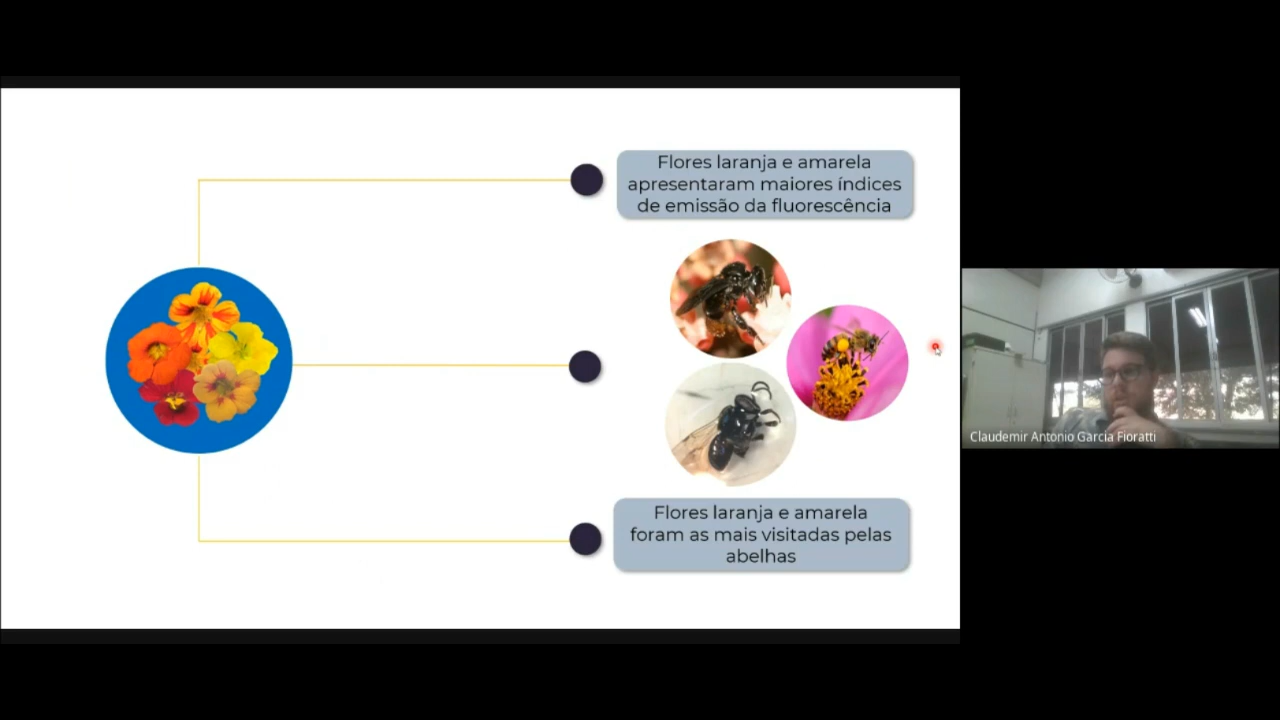 Flores laranja e amarela
apresentaram maiores índices
de emissão da fluorescência
Claudemir Antonio Garcia Fioratti
Flores laranja e amarela
foram as mais visitadas pelas
abelhas